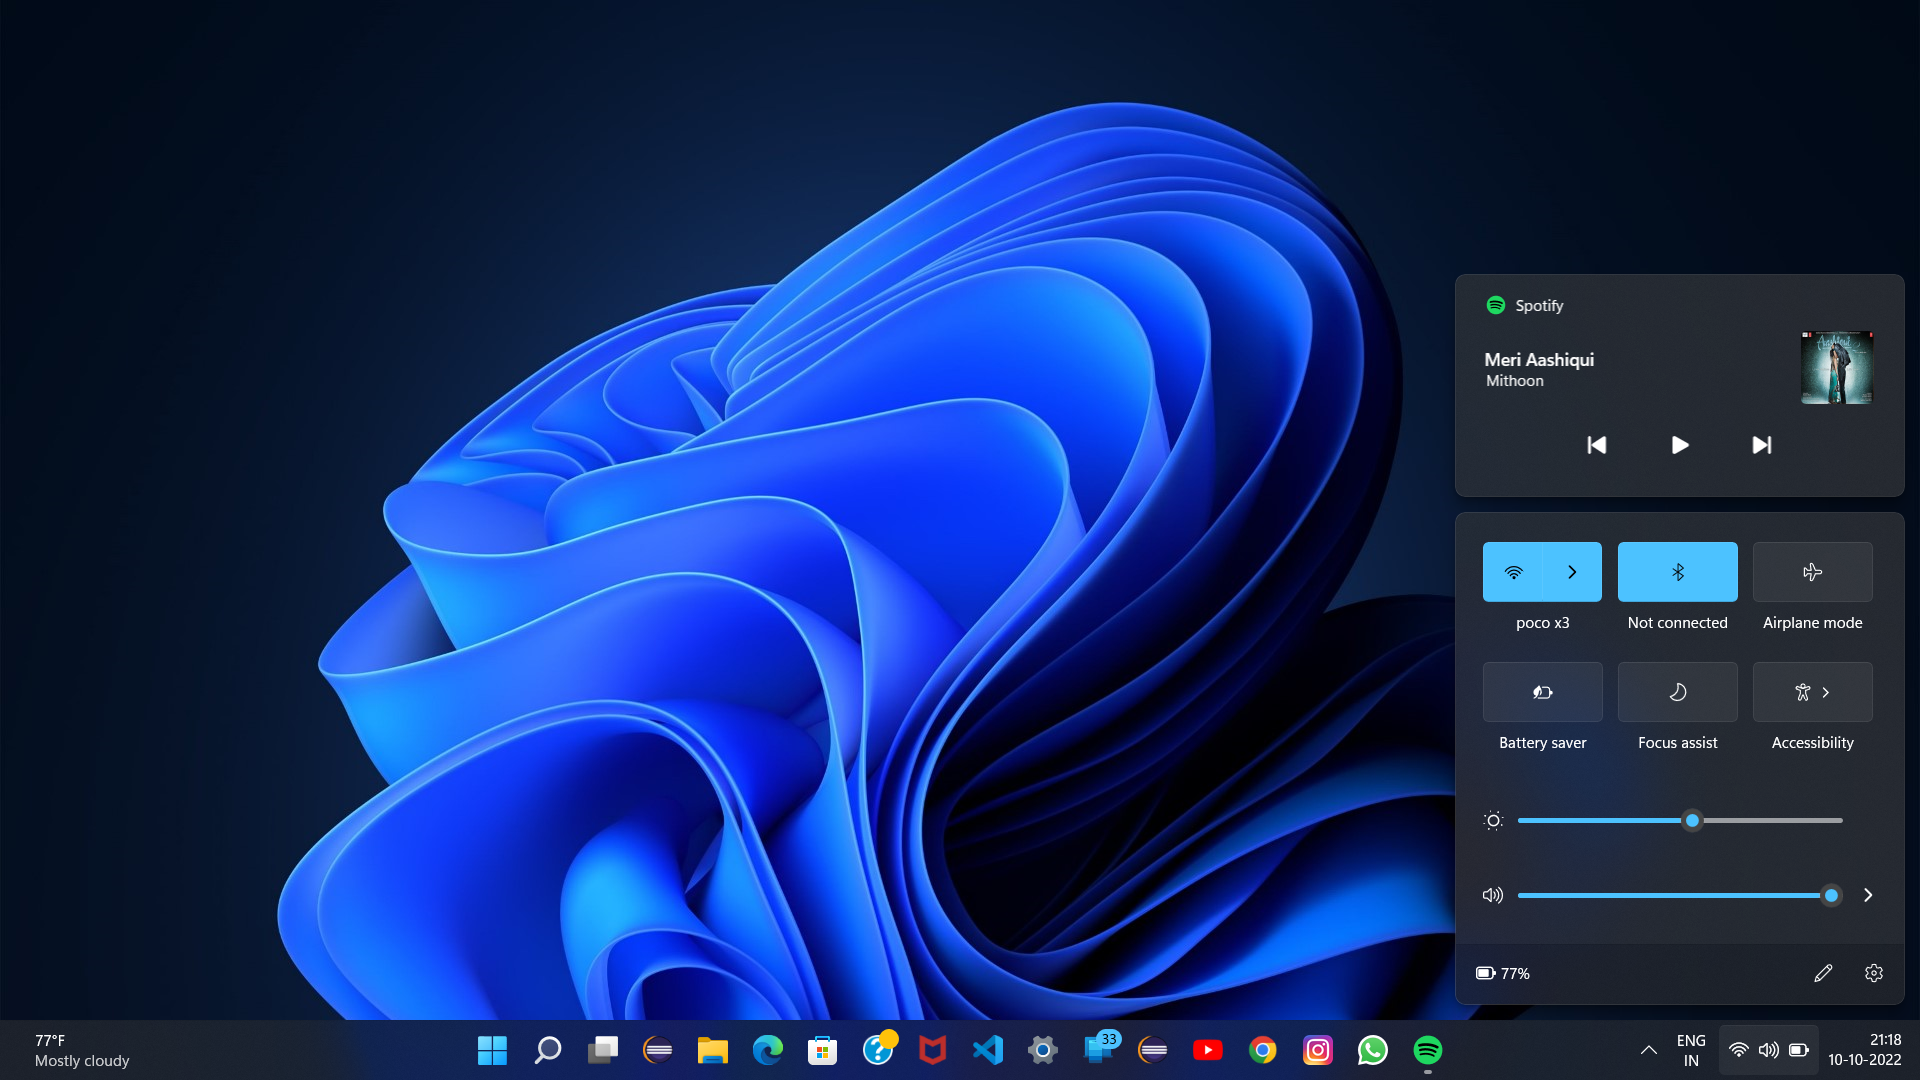 Spotify
Meri Aashiqui
Mithoon
poco x3
Not connected
Airplane mode
Battery saver
Focus assist
Accessibility
77%
77°F
Mostly cloudy
33
ENG
IN
21:18
10-10-2022